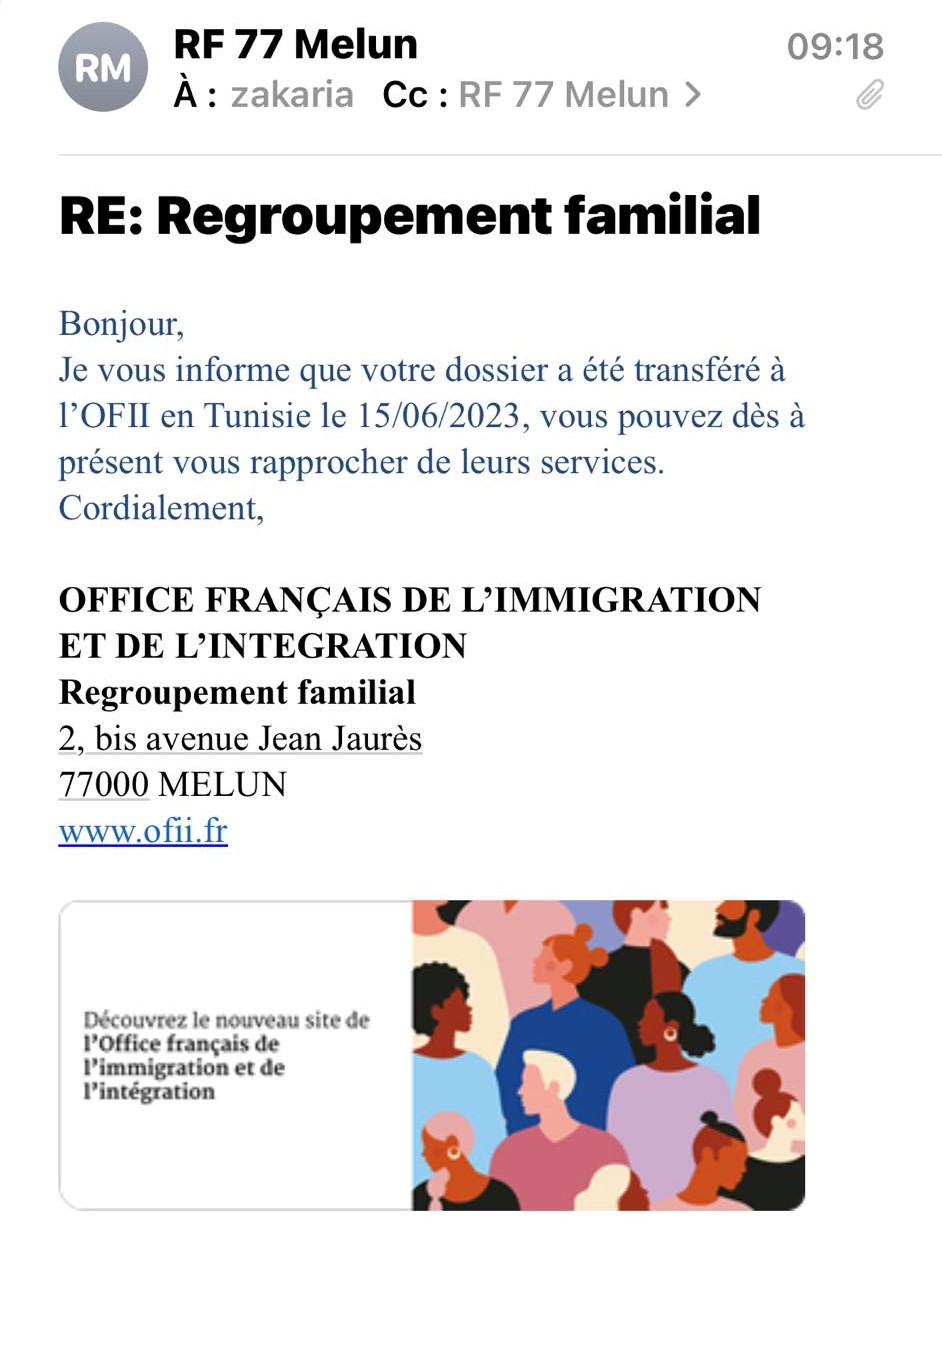 RM
RF 77 Melun
09:18
À : zakaria Cc : RF 77 Melun >
RE: Regroupement familial
Bonjour,
Je vous informe que votre dossier a été transféré à
l’OFII en Tunisie le 15/06/2023, vous pouvez dès à
présent vous rapprocher de leurs services.
Cordialement,
OFFICE FRANÇAIS DE L’IMMIGRATION
ET DE L’INTEGRATION
Regroupement familial
2, bis avenue Jean Jaurès
77000 MELUN
www.ofii.fr
Découvrez le nouveau site de
l’Office français de
l’immigration et de
l’intégration